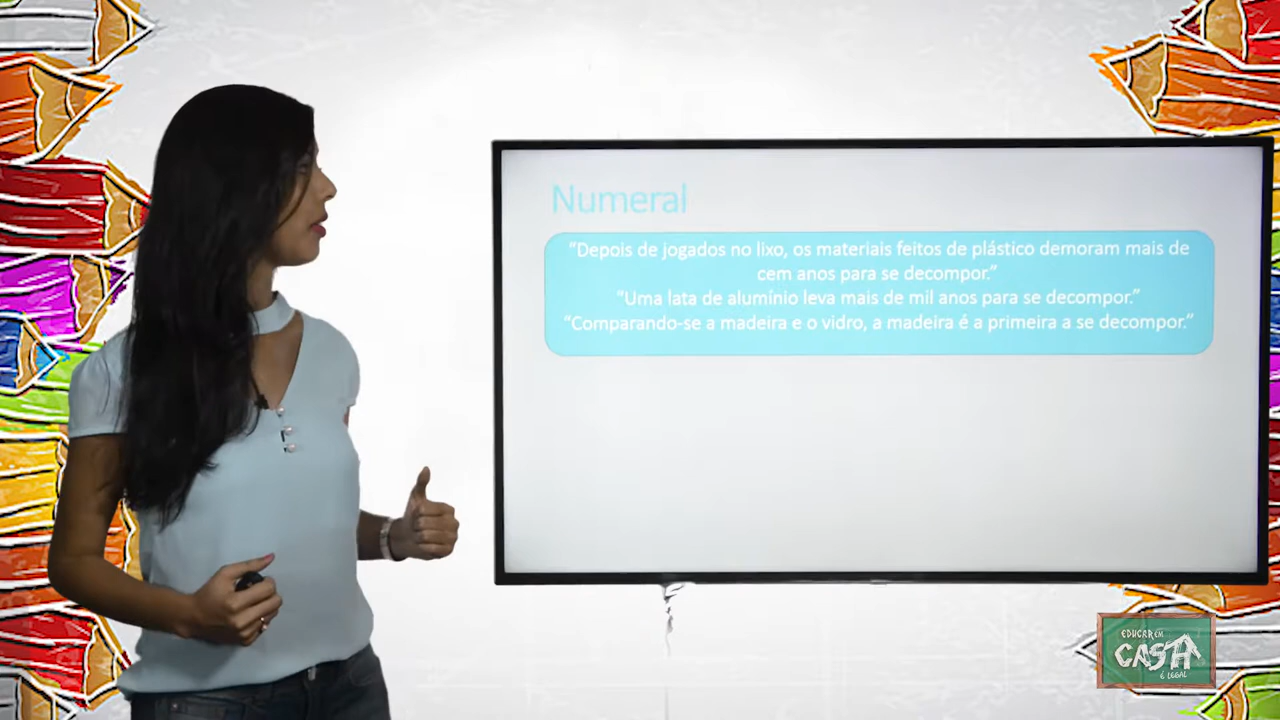 Numeral
“Depois de jogados no lixo, os materiais feitos de plástico demoram mais de
cem anos para se decompor.”
“Uma lata de alumínio leva mais de mil anos para se decompor.”
“Comparando-se a madeira e o vidro, a madeira é a primeira a se decompor.”
EDUCAR EM
CASA
É LEGAL